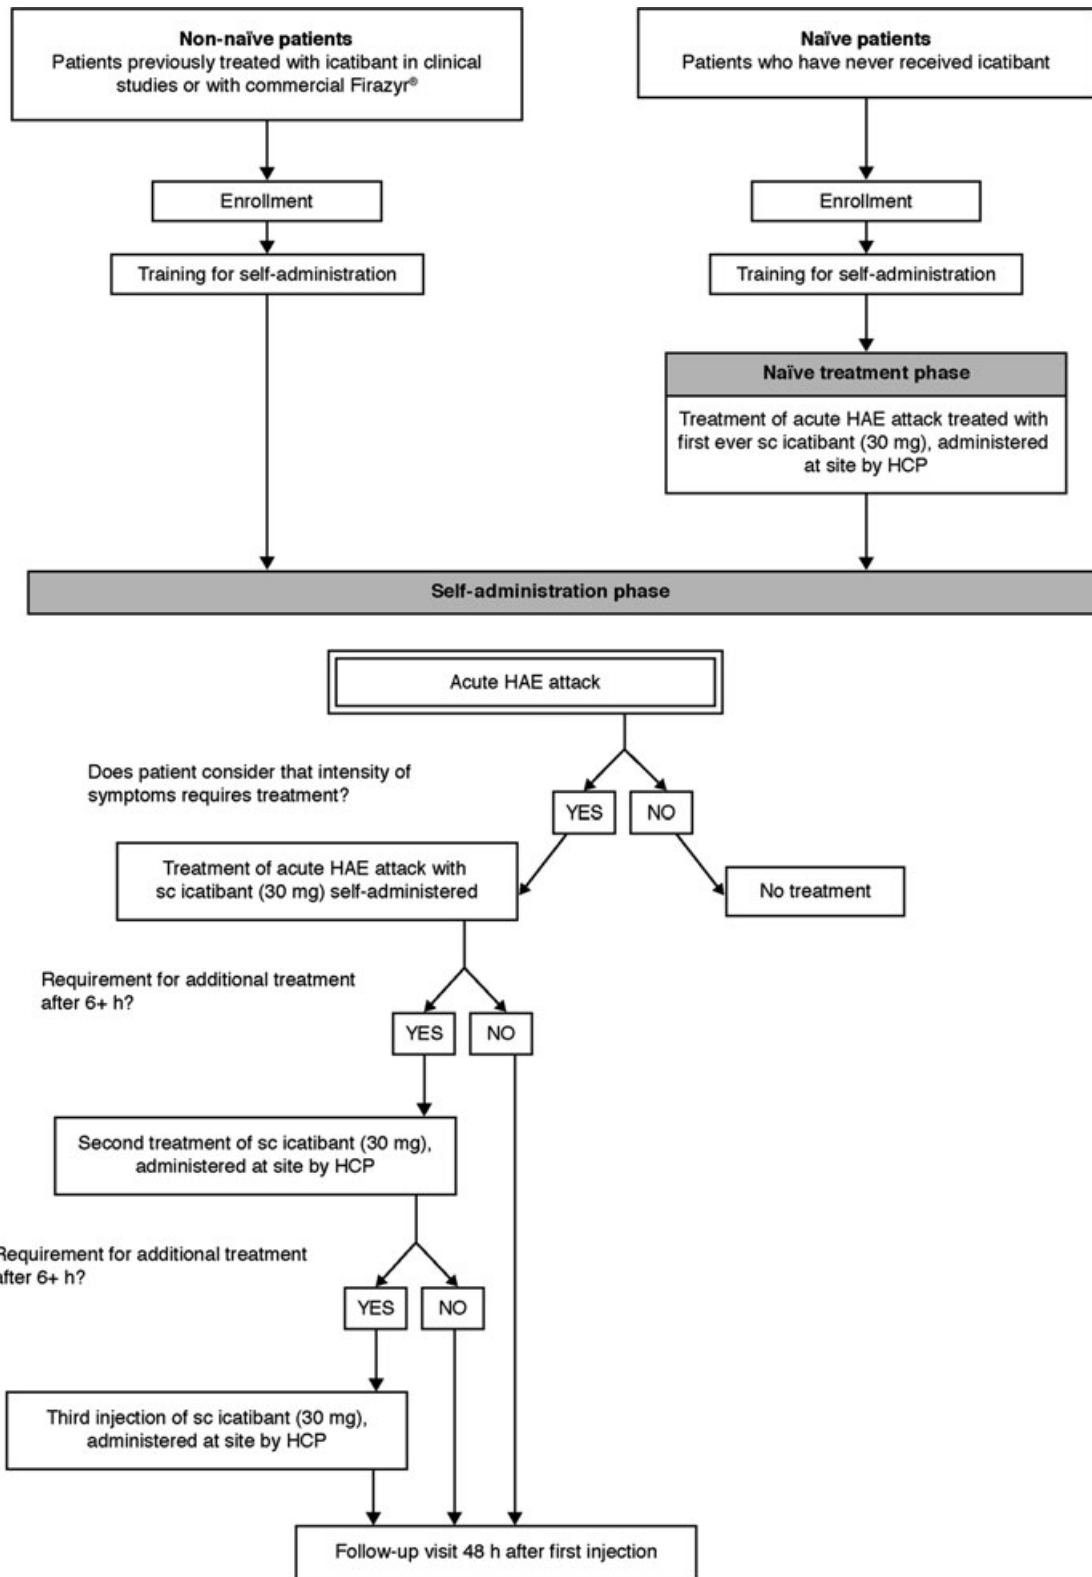 Non-naïve patients
Patients previously treated with icatibant in clinical
studies or with commercial Firazyr®
Naïve patients
Patients who have never received icatibant
Enrollment
Enrollment
Training for self-administration
Training for self-administration
Naïve treatment phase
Treatment of acute HAE attack treated with
first ever sc icatibant (30 mg), administered
at site by HCP
Self-administration phase
Acute HAE attack
Does patient consider that intensity of
symptoms requires treatment?
YES
NO
Treatment of acute HAE attack with
sc icatibant (30 mg) self-administered
No treatment
Requirement for additional treatment
after 6+ h?
YES
NO
Second treatment of sc icatibant (30 mg),
administered at site by HCP
Requirement for additional treatment
after 6+ h?
YES
NO
Third injection of sc icatibant (30 mg),
administered at site by HCP
Follow-up visit 48 h after first injection